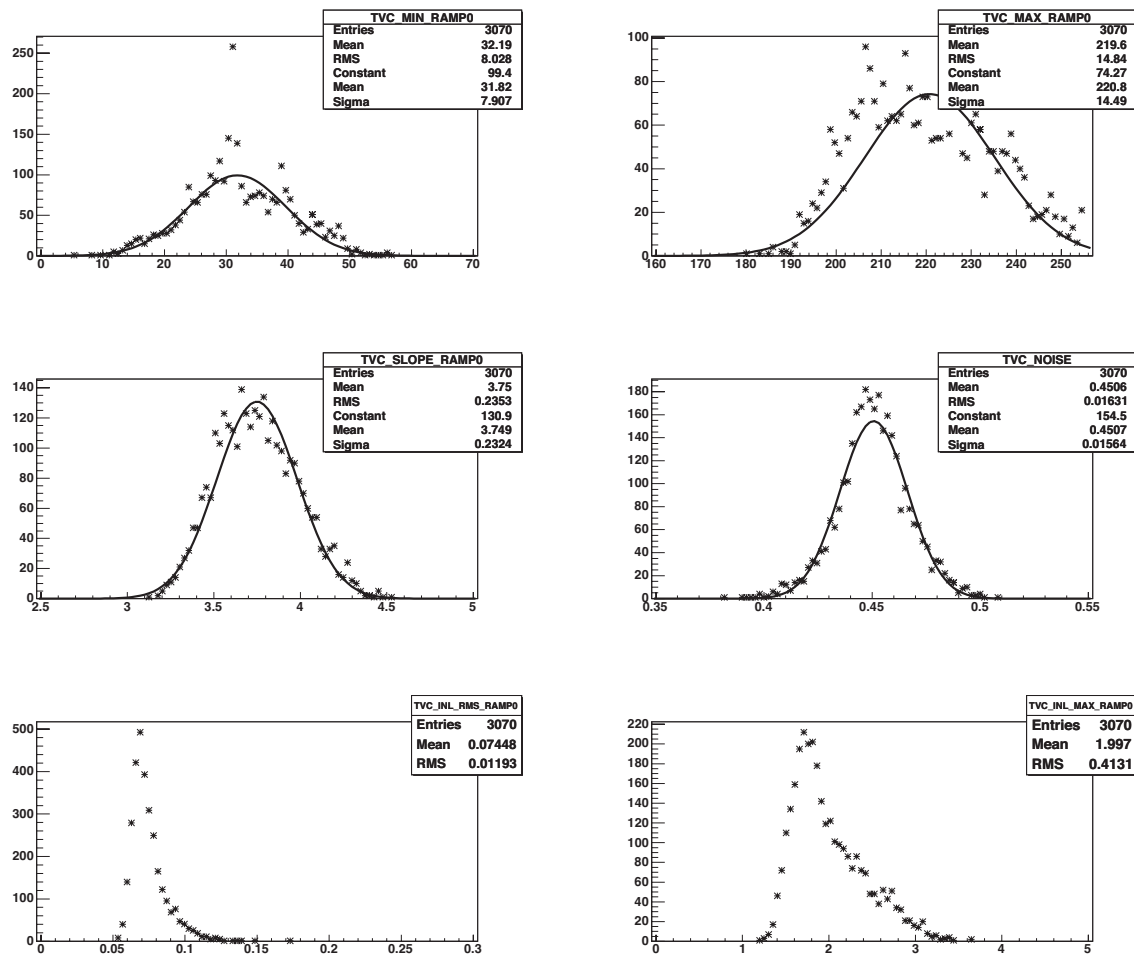 TVC_MIN_RAMP0
Entries 3070
Mean 32.19
RMS 8.028
Constant 99.4
Mean 31.82
Sigma 7.907
250
200
150
100
50
0
0 10 20 30 40 50 60 70
TVC_MAX_RAMP0
Entries 3070
Mean 219.6
RMS 14.84
Constant 74.27
Mean 220.8
Sigma 14.49
100
80
60
40
20
0
160 170 180 190 200 210 220 230 240 250
TVC_SLOPE_RAMP0
Entries 3070
Mean 3.75
RMS 0.2353
Constant 130.9
Mean 3.749
Sigma 0.2324
140
120
100
80
60
40
20
0
2.5 3 3.5 4 4.5 5
TVC_NOISE
Entries 3070
Mean 0.4506
RMS 0.01631
Constant 154.5
Mean 0.4507
Sigma 0.01564
180
160
140
120
100
80
60
40
20
0
0.35 0.4 0.45 0.5 0.55
TVC_INL_RMS_RAMP0
Entries 3070
Mean 0.07448
RMS 0.01193
500
400
300
200
100
0
0 0.05 0.1 0.15 0.2 0.25 0.3
TVC_INL_MAX_RAMP0
Entries 3070
Mean 1.997
RMS 0.4131
220
200
180
160
140
120
100
80
60
40
20
0
0 1 2 3 4 5